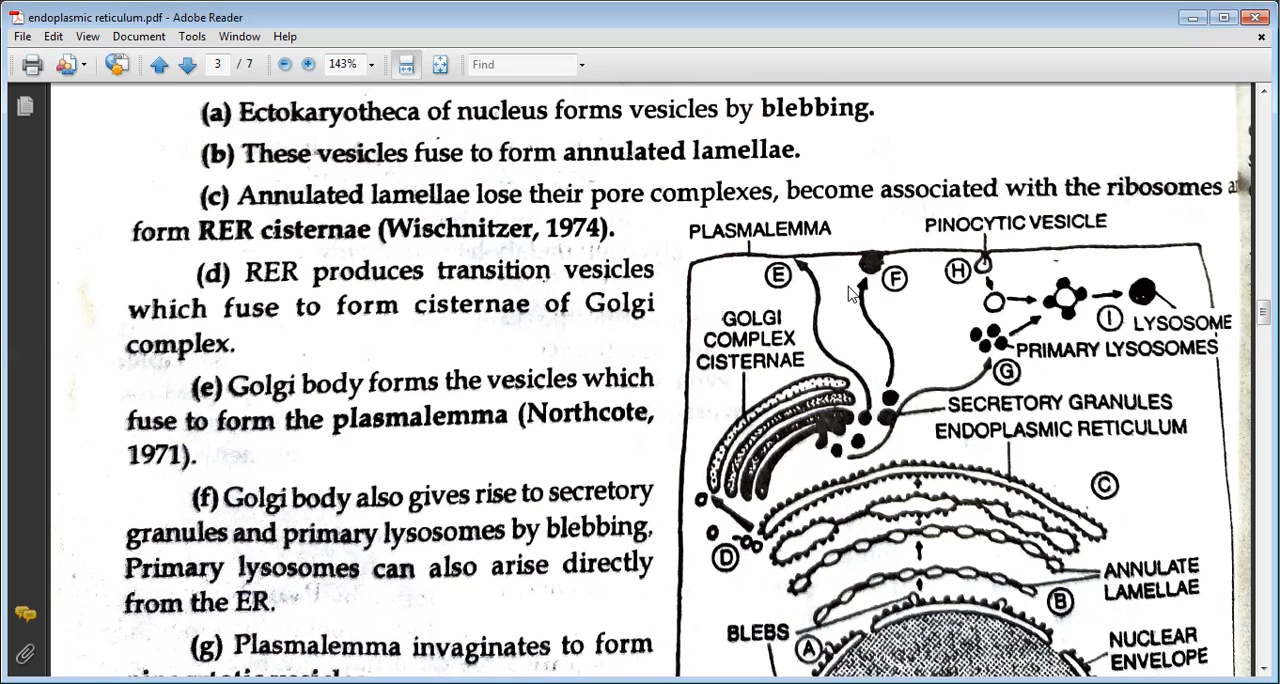 endoplasmic reticulum.pdf - Adobe Reader
File Edit View Document Tools Window Help
3 / 7 143% Find
(a) Ectokaryotheca of nucleus forms vesicles by blebbing.
(b) These vesicles fuse to form annulated lamellae.
(c) Annulated lamellae lose their pore complexes, become associated with the ribosomes
form RER cisternae (Wischnitzer, 1974).
(d) RER produces transition vesicles
which fuse to form cisternae of Golgi
complex.
(e) Golgi body forms the vesicles which
fuse to form the plasmalemma (Northcote,
1971).
(f) Golgi body also gives rise to secretory
granules and primary lysosomes by blebbing.
Primary lysosomes can also arise directly
from the ER.
(g) Plasmalemma invaginates to form
PLASMALEMMA
PINOCYTIC VESICLE
E
F
H
GOLGI
COMPLEX
CISTERNAE
I
LYSOSOME
PRIMARY LYSOSOMES
G
SECRETORY GRANULES
ENDOPLASMIC RETICULUM
C
D
ANNULATE
LAMELLAE
B
BLEBS
A
NUCLEAR
ENVELOPE